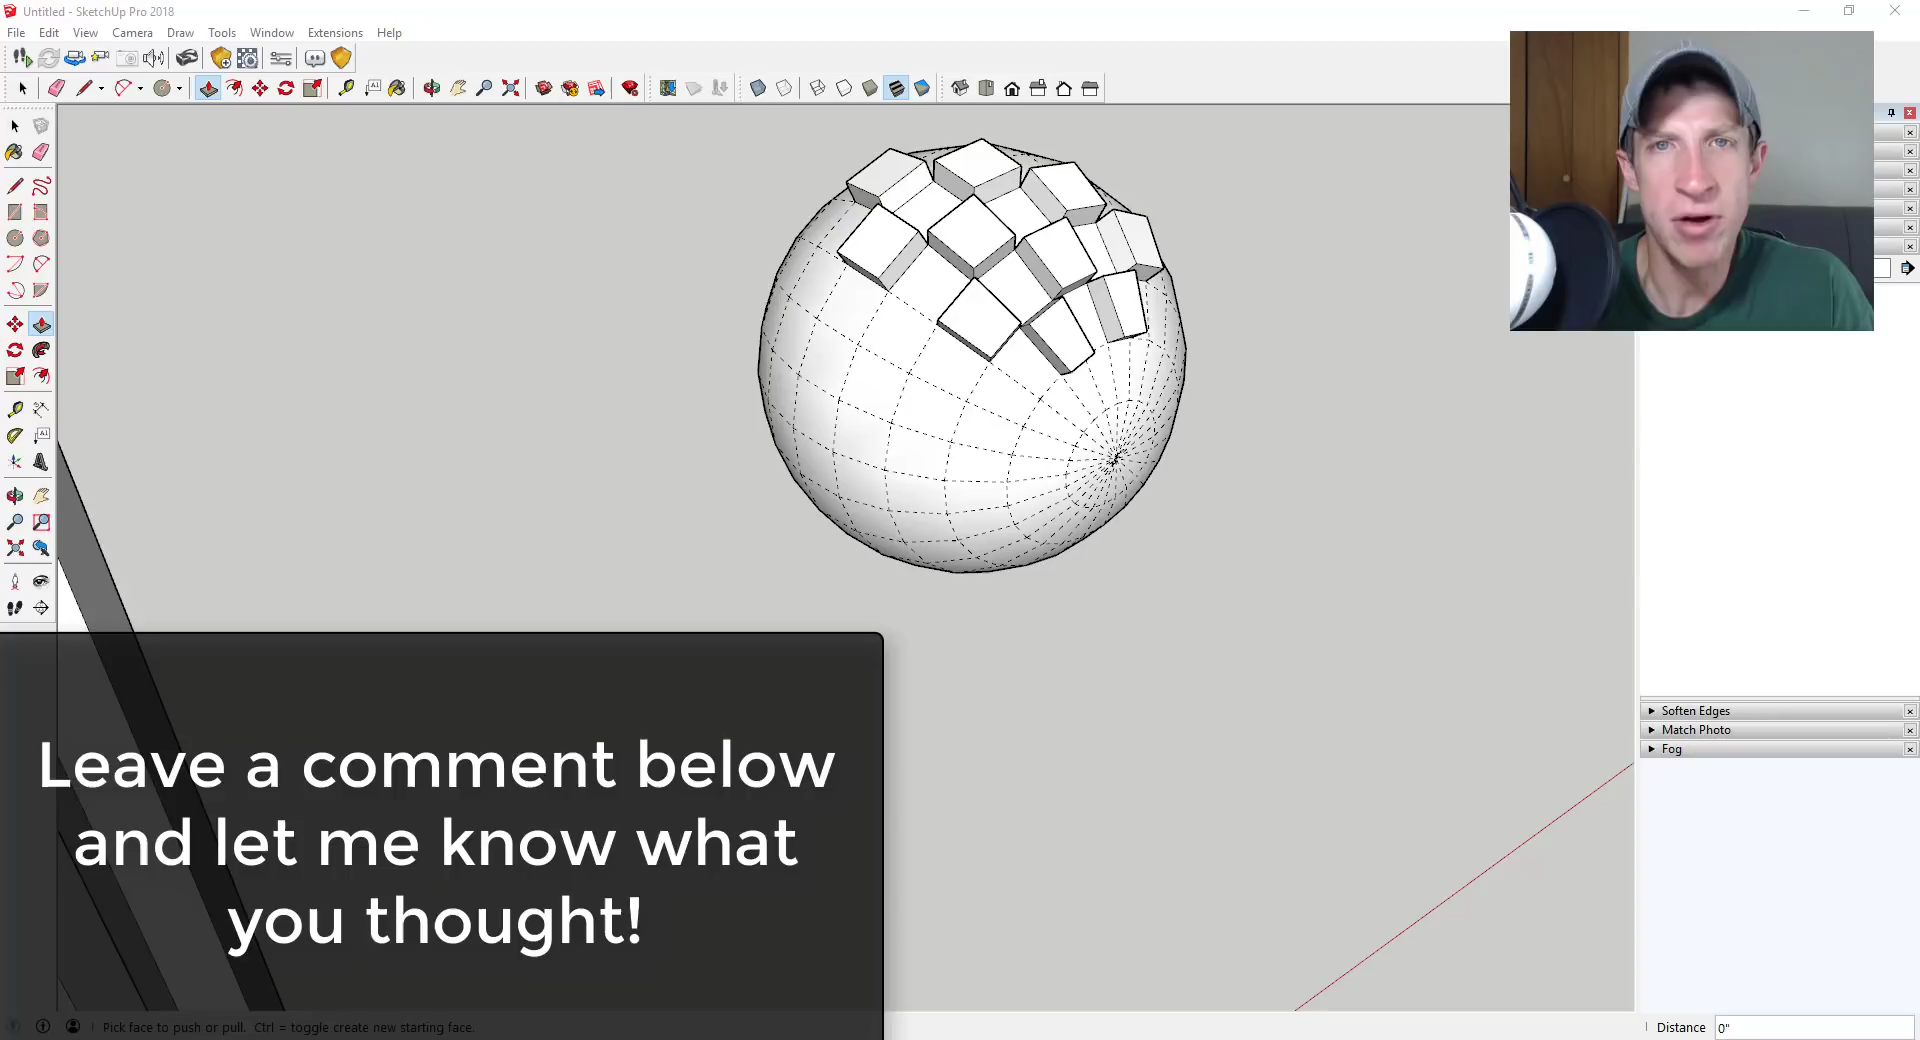 Untitled - SketchUp Pro 2018
File Edit View Camera Draw Tools Window Extensions Help
A1
A1
Soften Edges
Match Photo
Fog
Leave a comment below
and let me know what
you thought!
Pick face to push or pull. Ctrl = toggle create new starting face.
Distance 0"